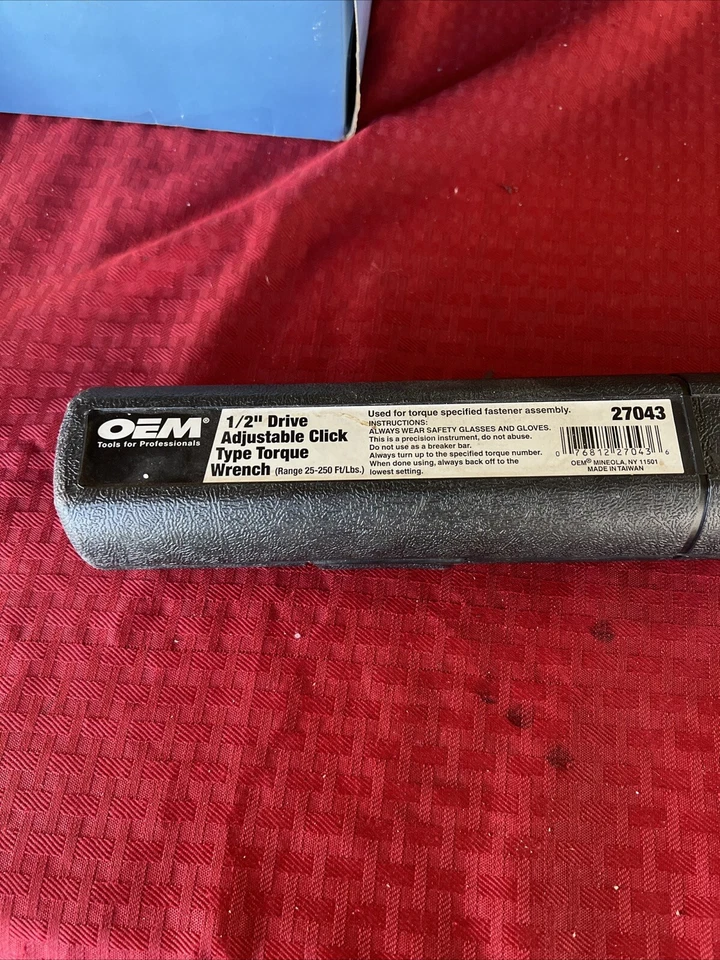 OEM®
Tools for Professionals
1/2" Drive
Adjustable Click
Type Torque
Wrench (Range 25-250 Ft/Lbs.)
Used for torque specified fastener assembly.
INSTRUCTIONS:
ALWAYS WEAR SAFETY GLASSES AND GLOVES.
This is a precision instrument, do not abuse.
Do not use as a breaker bar.
Always turn up to the specified torque number.
When done using, always back off to the
lowest setting.
27043
0 76812 27043 6
OEM® MINEOLA, NY 11501
MADE IN TAIWAN